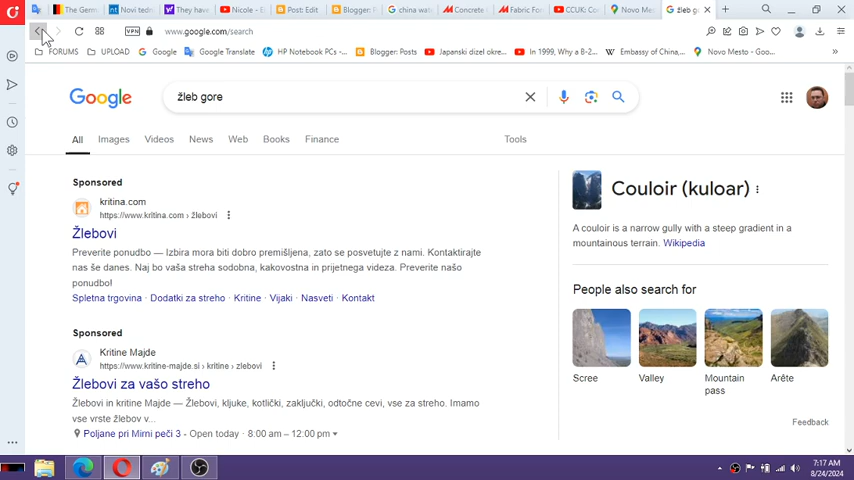 The Germ
Novi tedn
They have
Nicole - E
Post: Edit
Blogger: F
china wat
Concrete
Fabric For
CCUK: Co
Novo Mes
žleb go
VPN
www.google.com/search
FORUMS
UPLOAD
Google
Google Translate
HP Notebook PCs -...
Blogger: Posts
Japanski dizel okre...
In 1999, Why a B-2...
Embassy of China,...
Novo Mesto - Goo...
Google
žleb gore
All
Images
Videos
News
Web
Books
Finance
Tools
Sponsored
kritina.com
https://www.kritina.com › žlebovi
Žlebovi
Preverite ponudbo — Izbira mora biti dobro premišljena, zato se posvetujte z nami. Kontaktirajte
nas še danes. Naj bo vaša streha sodobna, kakovostna in prijetnega videza. Preverite našo
ponudbo!
Spletna trgovina · Dodatki za streho · Kritine · Vijaki · Nasveti · Kontakt
Sponsored
Kritine Majde
https://www.kritine-majde.si › kritine › zlebovi
Žlebovi za vašo streho
Žlebovi in kritine Majde — Žlebovi, kljuke, kotlički, zaključki, odtočne cevi, vse za streho. Imamo
vse vrste žlebov v...
Poljane pri Mirni peči 3 - Open today · 8:00 am – 12:00 pm
Couloir (kuloar)
A couloir is a narrow gully with a steep gradient in a
mountainous terrain. Wikipedia
People also search for
Scree
Valley
Mountain
pass
Arête
Feedback
7:17 AM
8/24/2024